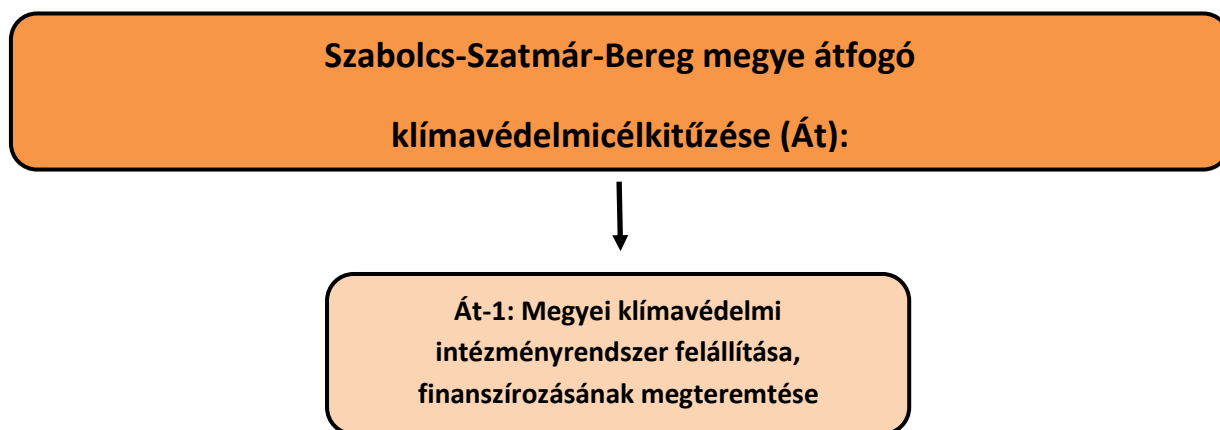 Szabolcs-Szatmár-Bereg megye átfogó
klímavédelmicélkitűzése (Át):
Át-1: Megyei klímavédelmi
intézményrendszer felállítása,
finanszírozásának megteremtése